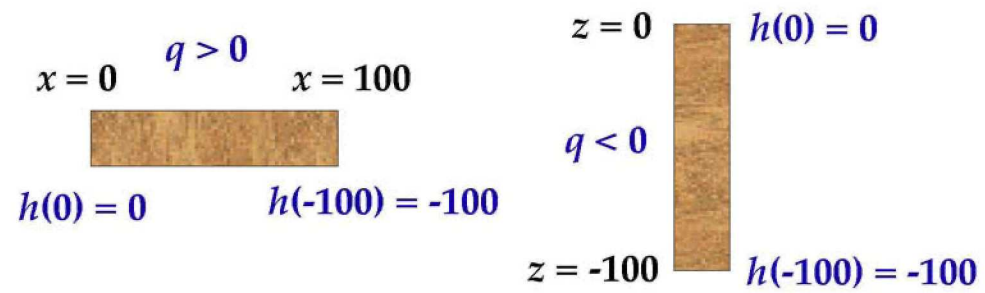 q > 0
x = 0
x = 100
h(0) = 0
h(-100) = -100
z = 0
h(0) = 0
q < 0
z = -100
h(-100) = -100